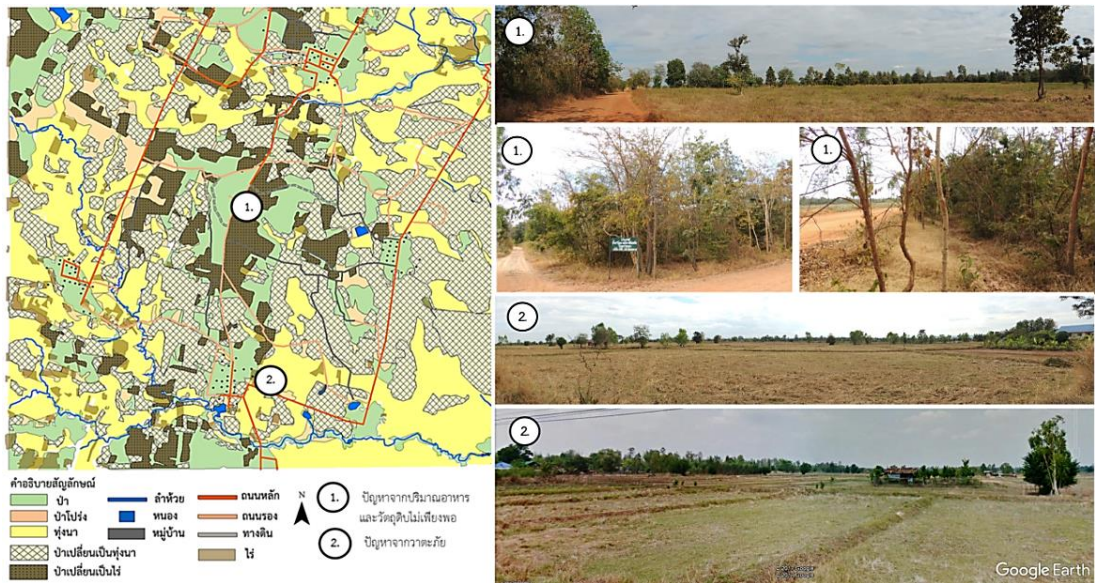 1.
2.
คำอธิบายสัญลักษณ์
ป่า
ป่าโปร่ง
ทุ่งนา
ป่าเปลี่ยนเป็นทุ่งนา
ป่าเปลี่ยนเป็นไร่
ลำห้วย
หนอง
หมู่บ้าน
ถนนหลัก
ถนนรอง
ทางดิน
ไร่
N
1.
ปัญหาจากปริมาณอาหาร
และวัตถุดิบไม่เพียงพอ
2.
ปัญหาจากวาตะภัย
1.
1.
1.
2.
2.
Google Earth